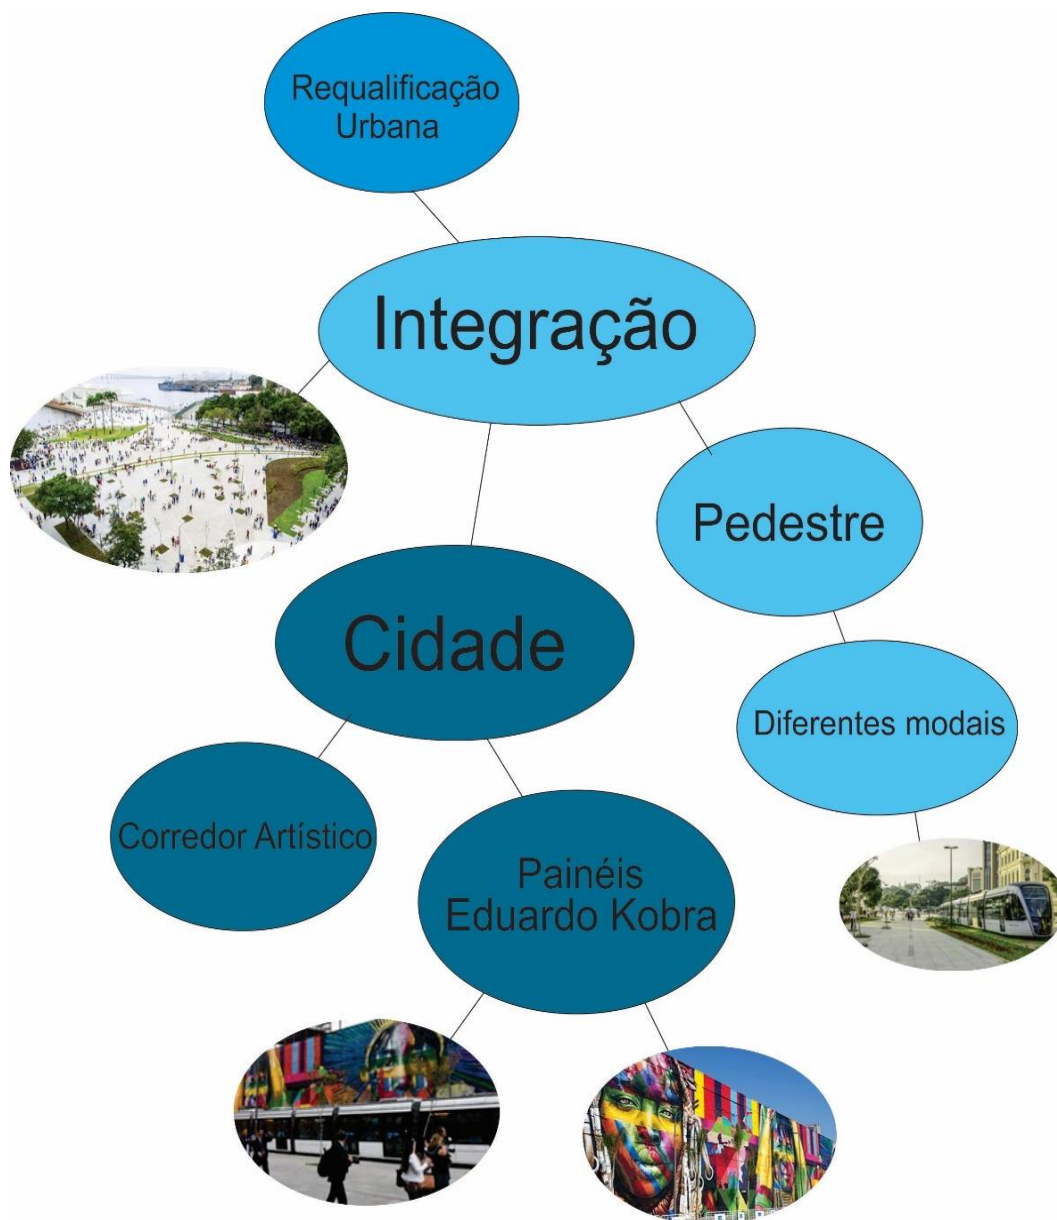 Requalificação
Urbana
Integração
Pedestre
Cidade
Diferentes modais
Corredor Artístico
Painéis
Eduardo Kobra